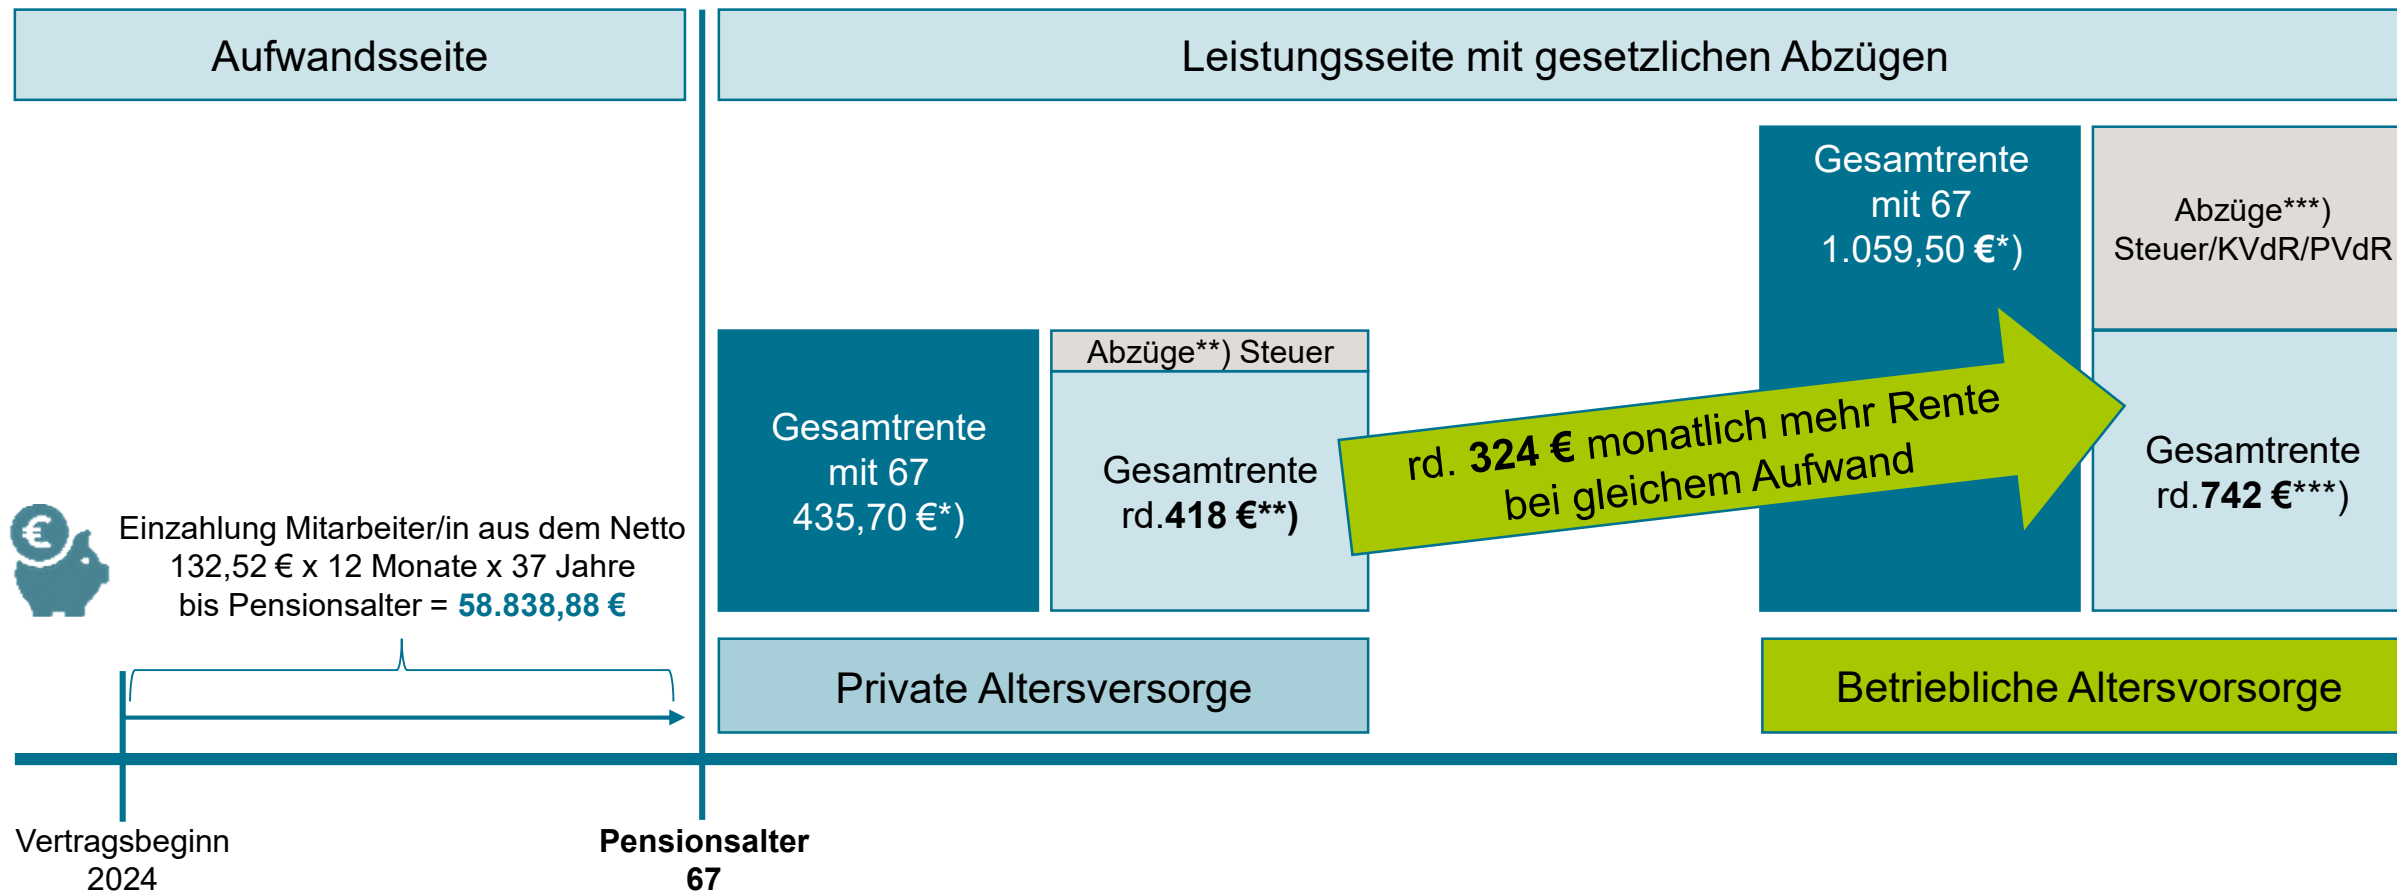 Aufwandsseite
Leistungsseite mit gesetzlichen Abzügen
Einzahlung Mitarbeiter/in aus dem Netto
132,52 € x 12 Monate x 37 Jahre
bis Pensionsalter = 58.838,88 €
Gesamtrente
mit 67
435,70 €*)
Abzüge**) Steuer
Gesamtrente
rd.418 €**)
rd. 324 € monatlich mehr Rente
bei gleichem Aufwand
Gesamtrente
mit 67
1.059,50 €*)
Abzüge***)
Steuer/KVdR/PVdR
Gesamtrente
rd.742 €***)
Private Altersversorge
Betriebliche Altersvorsorge
Vertragsbeginn
2024
Pensionsalter
67